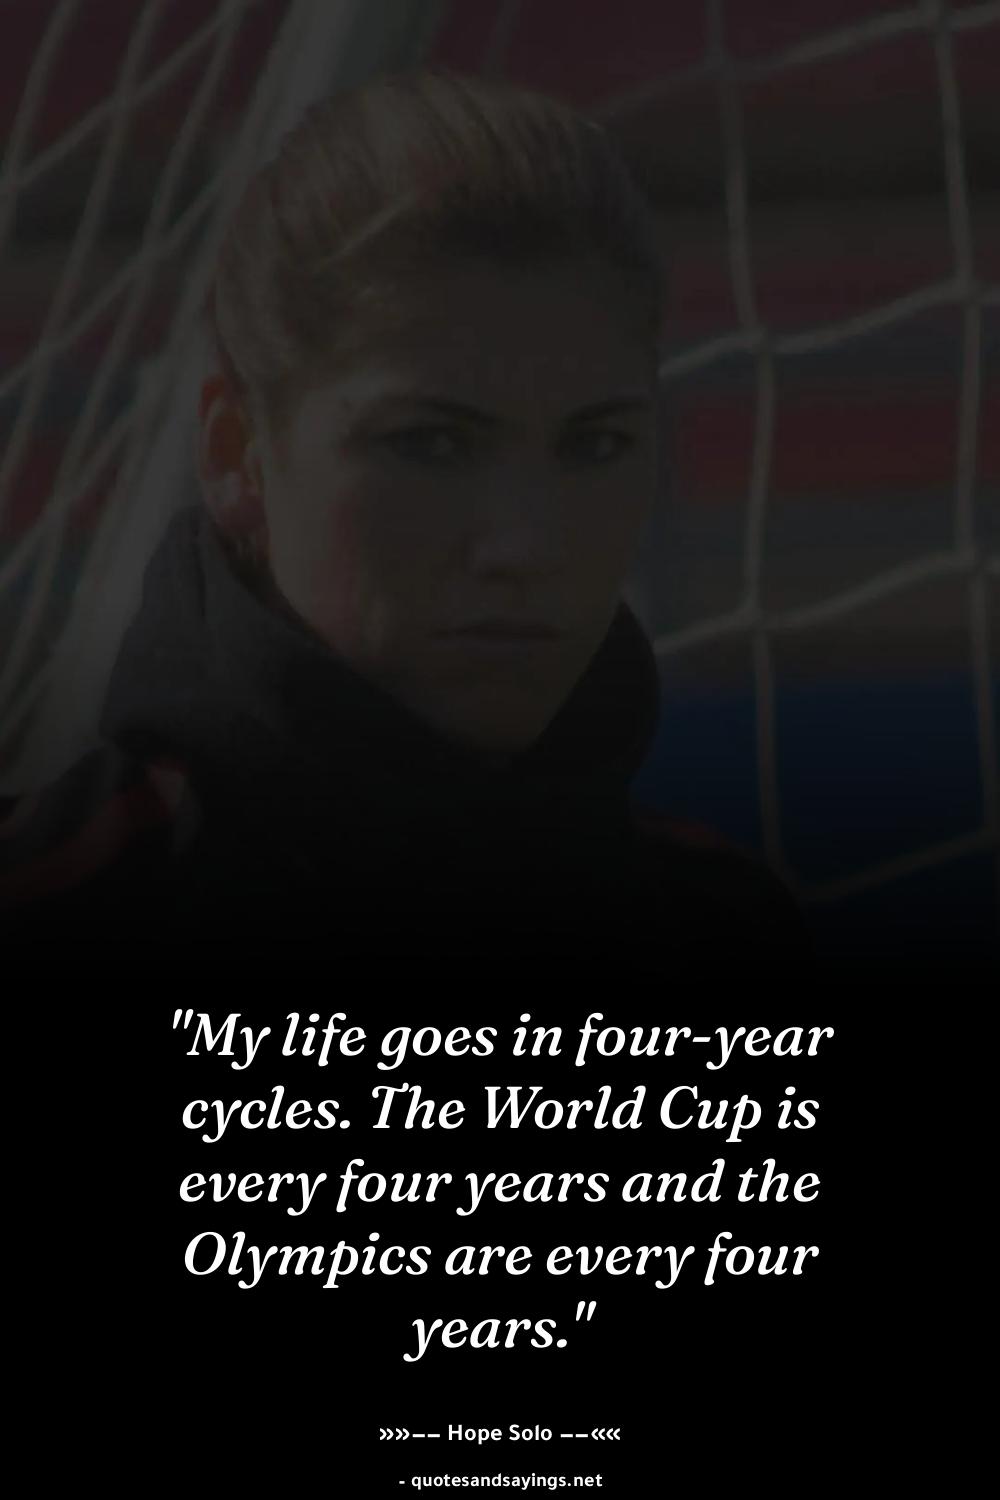 "My life goes in four-year
cycles. The World Cup is
every four years and the
Olympics are every four
years."
»»–– Hope Solo ––««
- quotesandsayings.net